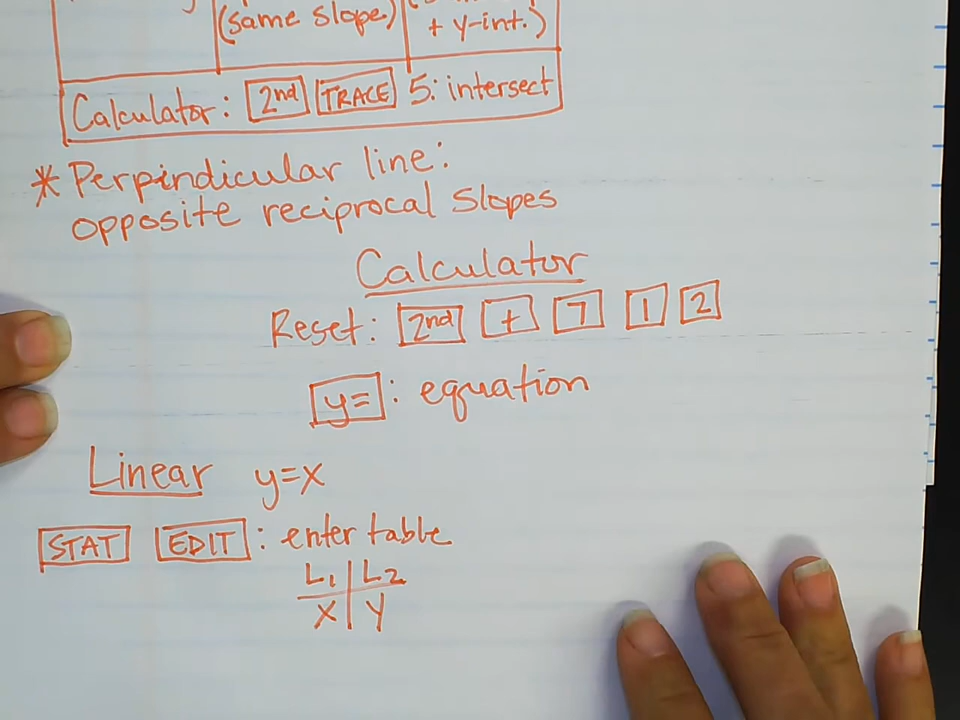 (same slope)
+ y-int.)
Calculator: 2nd TRACE 5: intersect
* Perpindicular line:
opposite reciprocal slopes
Calculator
Reset: 2nd + 7 1 2
y= : equation
Linear y=x
STAT EDIT : enter table
L1 L2
X Y